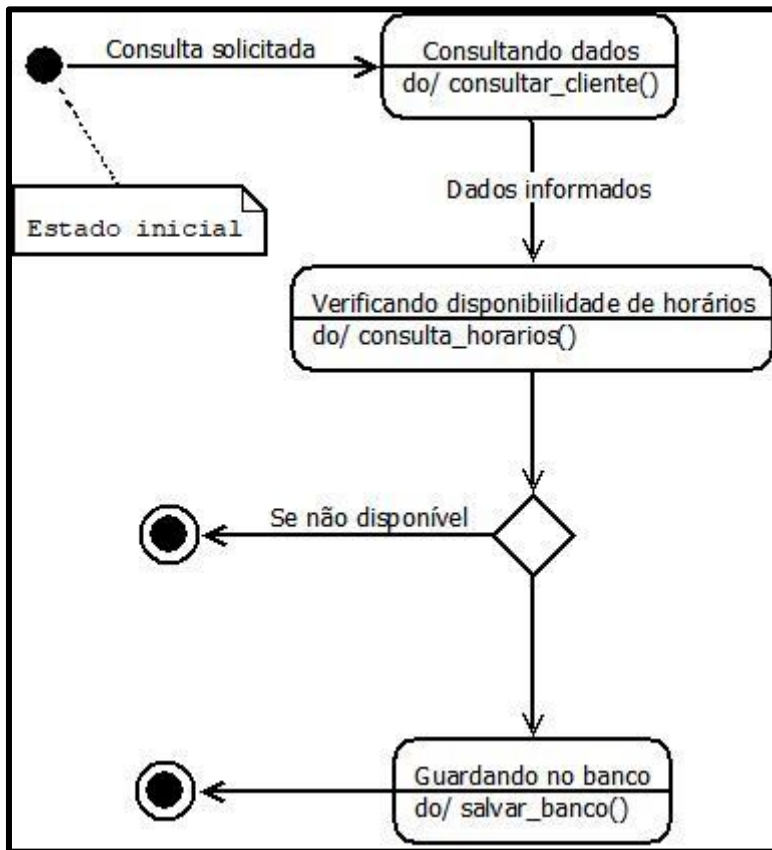 Consulta solicitada
Consultando dados
do/ consultar_cliente()
Dados informados
Estado inicial
Verificando disponibiilidade de horários
do/ consulta_horarios()
Se não disponível
Guardando no banco
do/ salvar_banco()